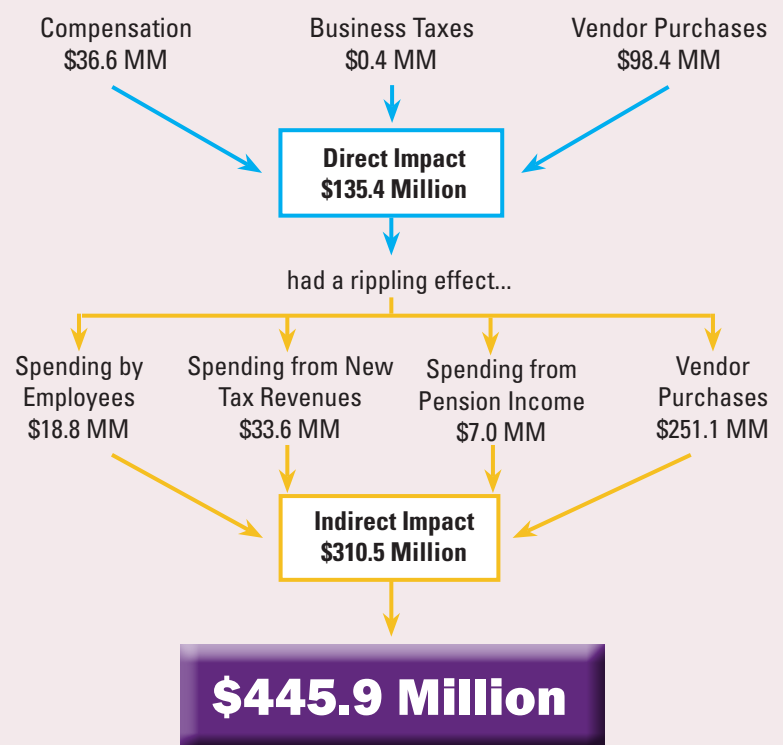 Compensation
$36.6 MM
Business Taxes
$0.4 MM
Vendor Purchases
$98.4 MM
Direct Impact
$135.4 Million
had a rippling effect...
Spending by
Employees
$18.8 MM
Spending from New
Tax Revenues
$33.6 MM
Spending from
Pension Income
$7.0 MM
Vendor
Purchases
$251.1 MM
Indirect Impact
$310.5 Million
$445.9 Million